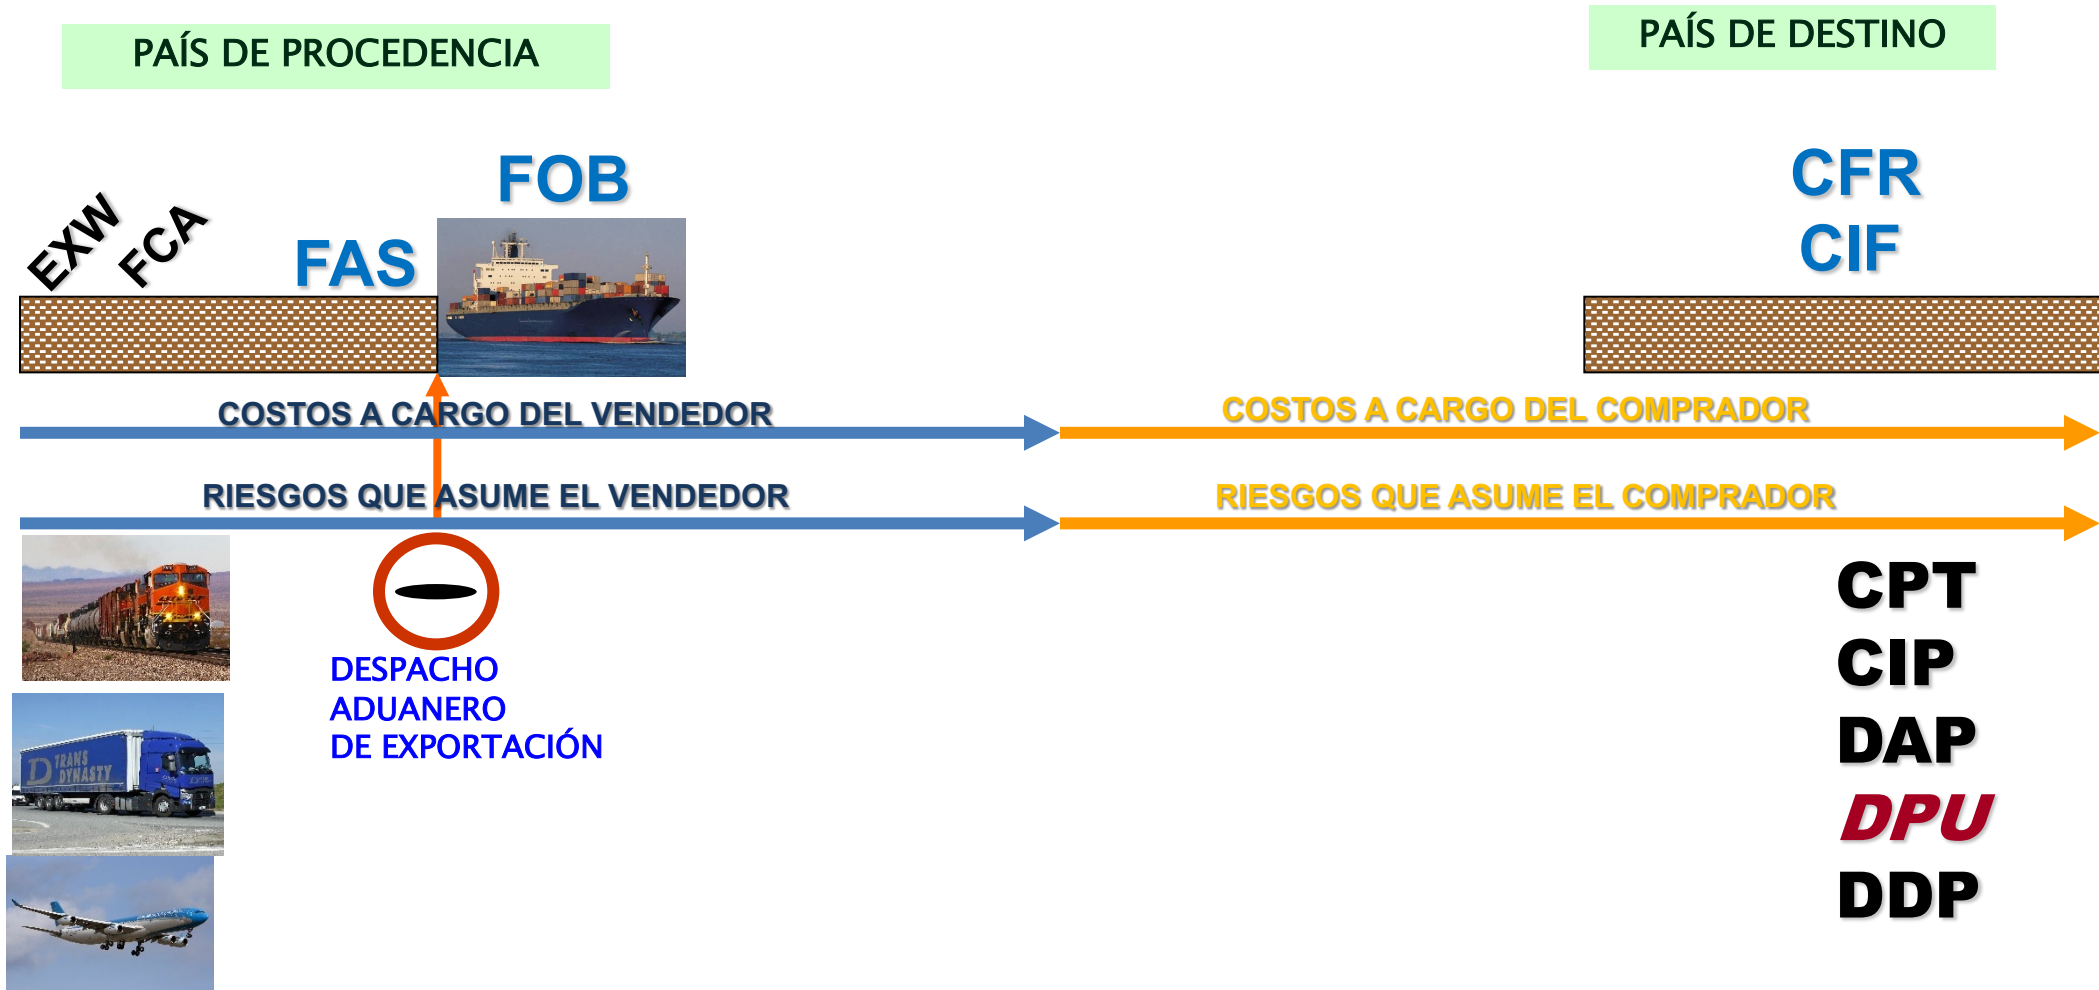 PAÍS DE PROCEDENCIA
PAÍS DE DESTINO
EXW
FCA
FAS
FOB
CFR
CIF
COSTOS A CARGO DEL VENDEDOR
COSTOS A CARGO DEL COMPRADOR
RIESGOS QUE ASUME EL VENDEDOR
RIESGOS QUE ASUME EL COMPRADOR
DESPACHO
ADUANERO
DE EXPORTACIÓN
D TRANS
DYNASTY
CPT
CIP
DAP
DPU
DDP